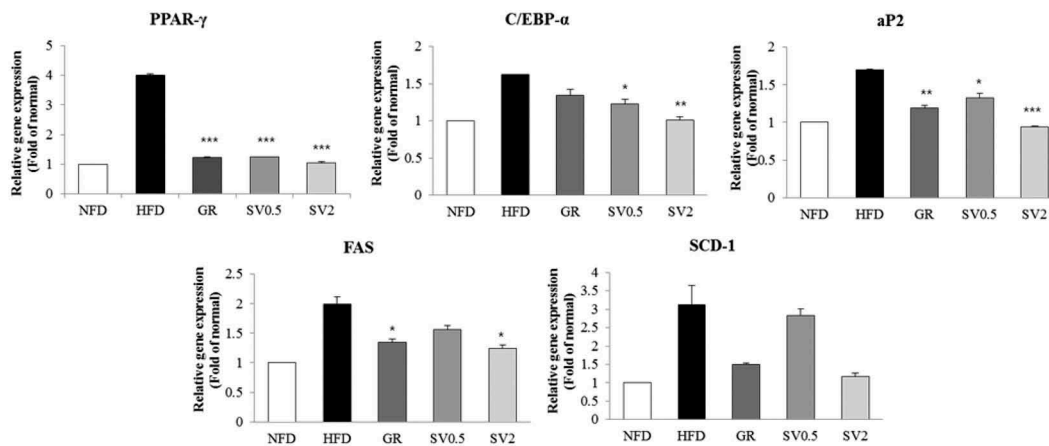 PPAR-γ
Relative gene expression
(Fold of normal)
5
4
3
2
1
0
*** *** ***
NFD HFD GR SV0.5 SV2
C/EBP-α
Relative gene expression
(Fold of normal)
2
1.5
1
0.5
0
* **
NFD HFD GR SV0.5 SV2
aP2
Relative gene expression
(Fold of normal)
2
1.5
1
0.5
0
** * ***
NFD HFD GR SV0.5 SV2
FAS
Relative gene expression
(Fold of normal)
2.5
2
1.5
1
0.5
0
* *
NFD HFD GR SV0.5 SV2
SCD-1
Relative gene expression
(Fold of normal)
4
3.5
3
2.5
2
1.5
1
0.5
0
NFD HFD GR SV0.5 SV2